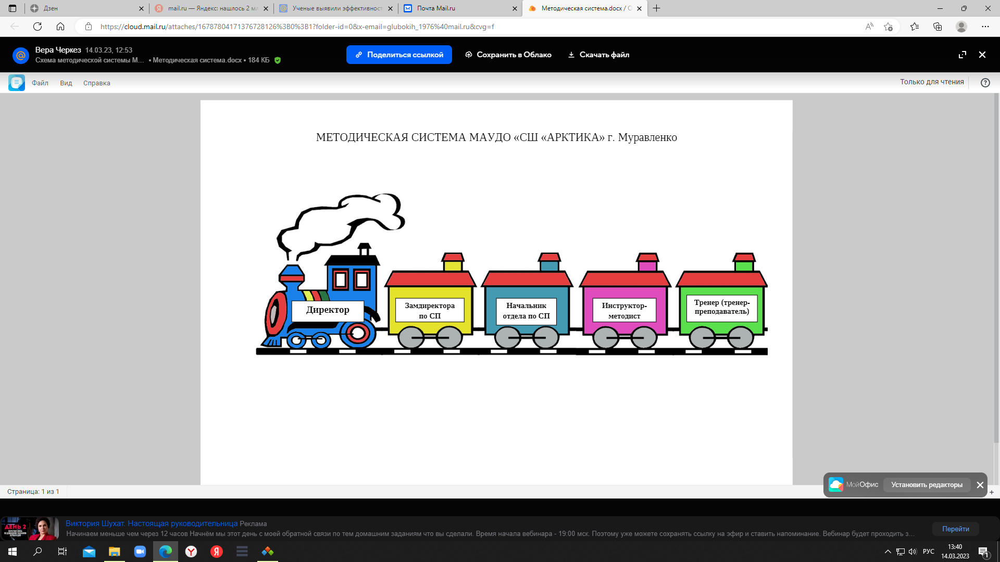 Дзен
mail.ru — Яндекс: нашлось 2 мл
Ученые выявили эффективност
Почта Mail.ru
Методическая система.docx / О
https://cloud.mail.ru/attaches/16787804171376728126%3B0%3B1?folder-id=0&x-email=glubokih_1976%40mail.ru&cvg=f
Вера Черкез 14.03.23, 12:53
Схема методической системы М... • Методическая система.docx • 184 КБ
Поделиться ссылкой
Сохранить в Облако
Скачать файл
Файл Вид Справка
Только для чтения
МЕТОДИЧЕСКАЯ СИСТЕМА МАУДО «СШ «АРКТИКА» г. Муравленко
Директор
Замдиректора
по СП
Начальник
отдела по СП
Инструктор-
методист
Тренер (тренер-
преподаватель)
МойОфис
Установить редакторы
Страница: 1 из 1
ДЕНЬ 2
Виктория Шухат. Настоящая руководительница Реклама
Начинаем меньше чем через 12 часов Начнём мы этот день с моей обратной связи по тем домашним заданиям что вы сделали. Время начала вебинара - 19:00 мск. Поэтому уже можете сохранять ссылку на эфир и ставить напоминание. Вебинар будет проходить з...
Перейти
РУС
13:40
14.03.2023
1